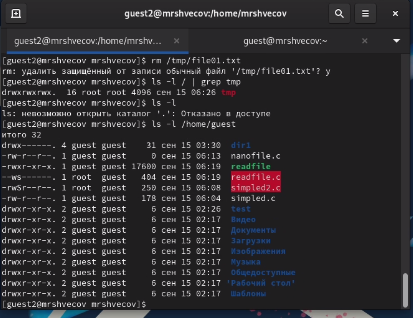 guest2@mrshvecov:/home/mrshvecov
guest2@mrshvecov:/home/mrshv...
guest@mrshvecov:~
[guest2@mrshvecov mrshvecov]$ rm /tmp/file01.txt
rm: удалить защищённый от записи обычный файл '/tmp/file01.txt'? y
[guest2@mrshvecov mrshvecov]$ ls -l / | grep tmp
drwxrwxrwx.  16 root root 4096 сен 15 06:26 tmp
[guest2@mrshvecov mrshvecov]$ ls -l
ls: невозможно открыть каталог '.': Отказано в доступе
[guest2@mrshvecov mrshvecov]$ ls -l /home/guest
итого 32
drwx------. 4 guest guest    31 сен 15 03:30 dir1
-rw-r--r--. 1 guest guest     0 сен 15 06:13 nanofile.c
-rwxr-xr-x. 1 guest guest 17600 сен 15 06:19 readfile
--ws------. 1 root  guest   404 сен 15 06:19 readfile.c
-rwSr--r--. 1 root  guest   250 сен 15 06:08 simpled2.c
-rw-r--r--. 1 guest guest   178 сен 15 06:04 simpled.c
drwxr-xr-x. 2 guest guest     6 сен 15 02:26 test
drwxr-xr-x. 2 guest guest     6 сен 15 02:17 Видео
drwxr-xr-x. 2 guest guest     6 сен 15 02:17 Документы
drwxr-xr-x. 2 guest guest     6 сен 15 02:17 Загрузки
drwxr-xr-x. 2 guest guest     6 сен 15 02:17 Изображения
drwxr-xr-x. 2 guest guest     6 сен 15 02:17 Музыка
drwxr-xr-x. 2 guest guest     6 сен 15 02:17 Общедоступные
drwxr-xr-x. 2 guest guest     6 сен 15 02:17 'Рабочий стол'
drwxr-xr-x. 2 guest guest     6 сен 15 02:17 Шаблоны
[guest2@mrshvecov mrshvecov]$